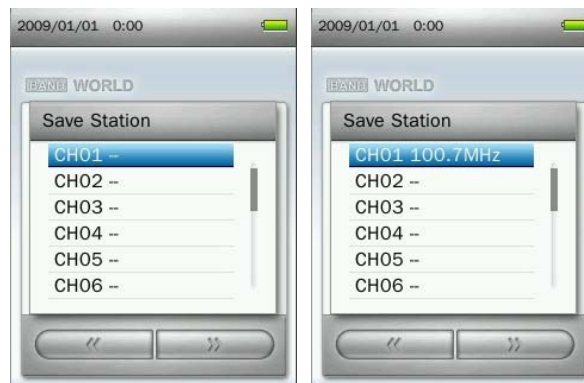 2009/01/01 0:00
BAND WORLD
Save Station
CH01 --
CH02 --
CH03 --
CH04 --
CH05 --
CH06 --
2009/01/01 0:00
BAND WORLD
Save Station
CH01 100.7MHz
CH02 --
CH03 --
CH04 --
CH05 --
CH06 --